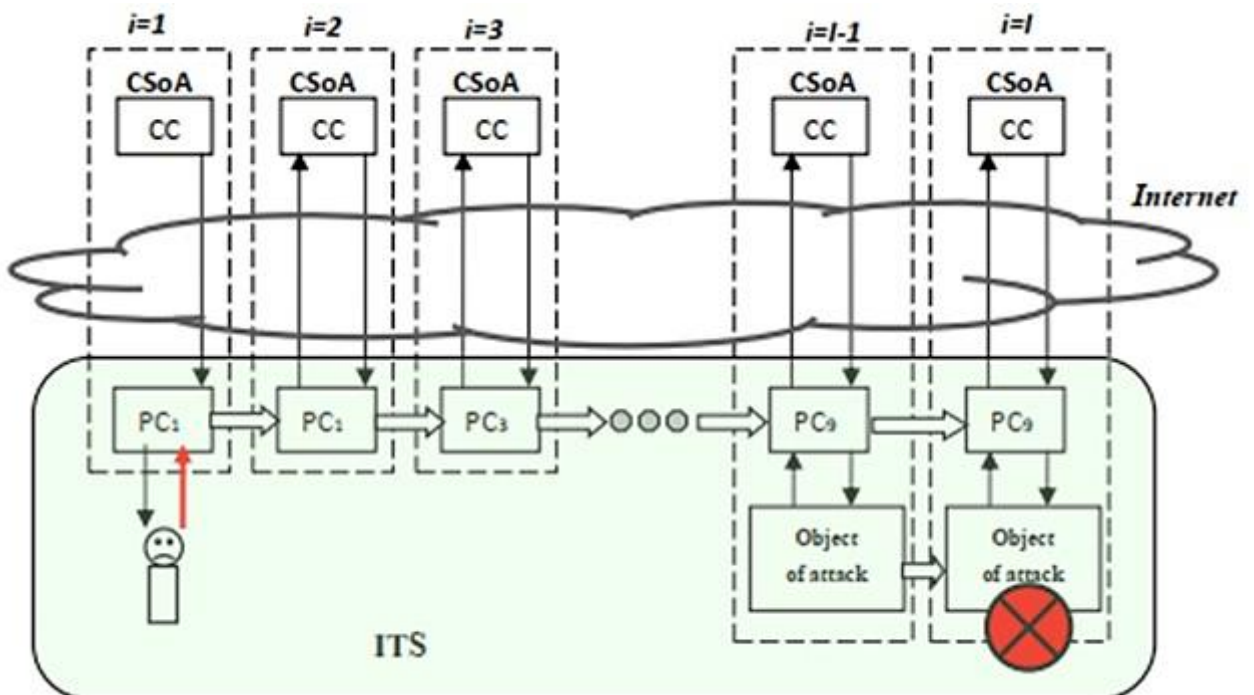 i=1
i=2
i=3
i=I-1
i=I
CSoA
CSoA
CSoA
CSoA
CSoA
CC
CC
CC
CC
CC
Internet
PC₁
PC₁
PC₃
PC₉
PC₉
Object
of attack
Object
of attack
ITS